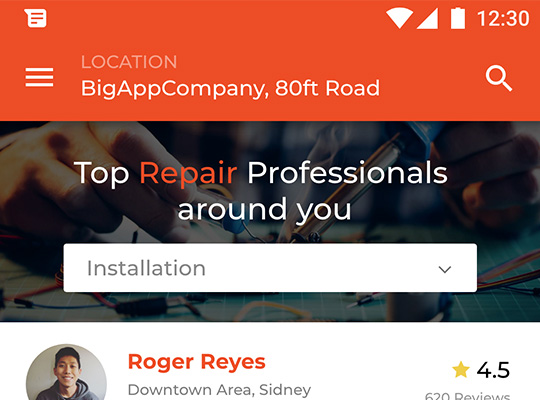 12:30
LOCATION
BigAppCompany, 80ft Road
Top Repair Professionals
around you
Installation
Roger Reyes
4.5
Downtown Area, Sidney
620 Reviews